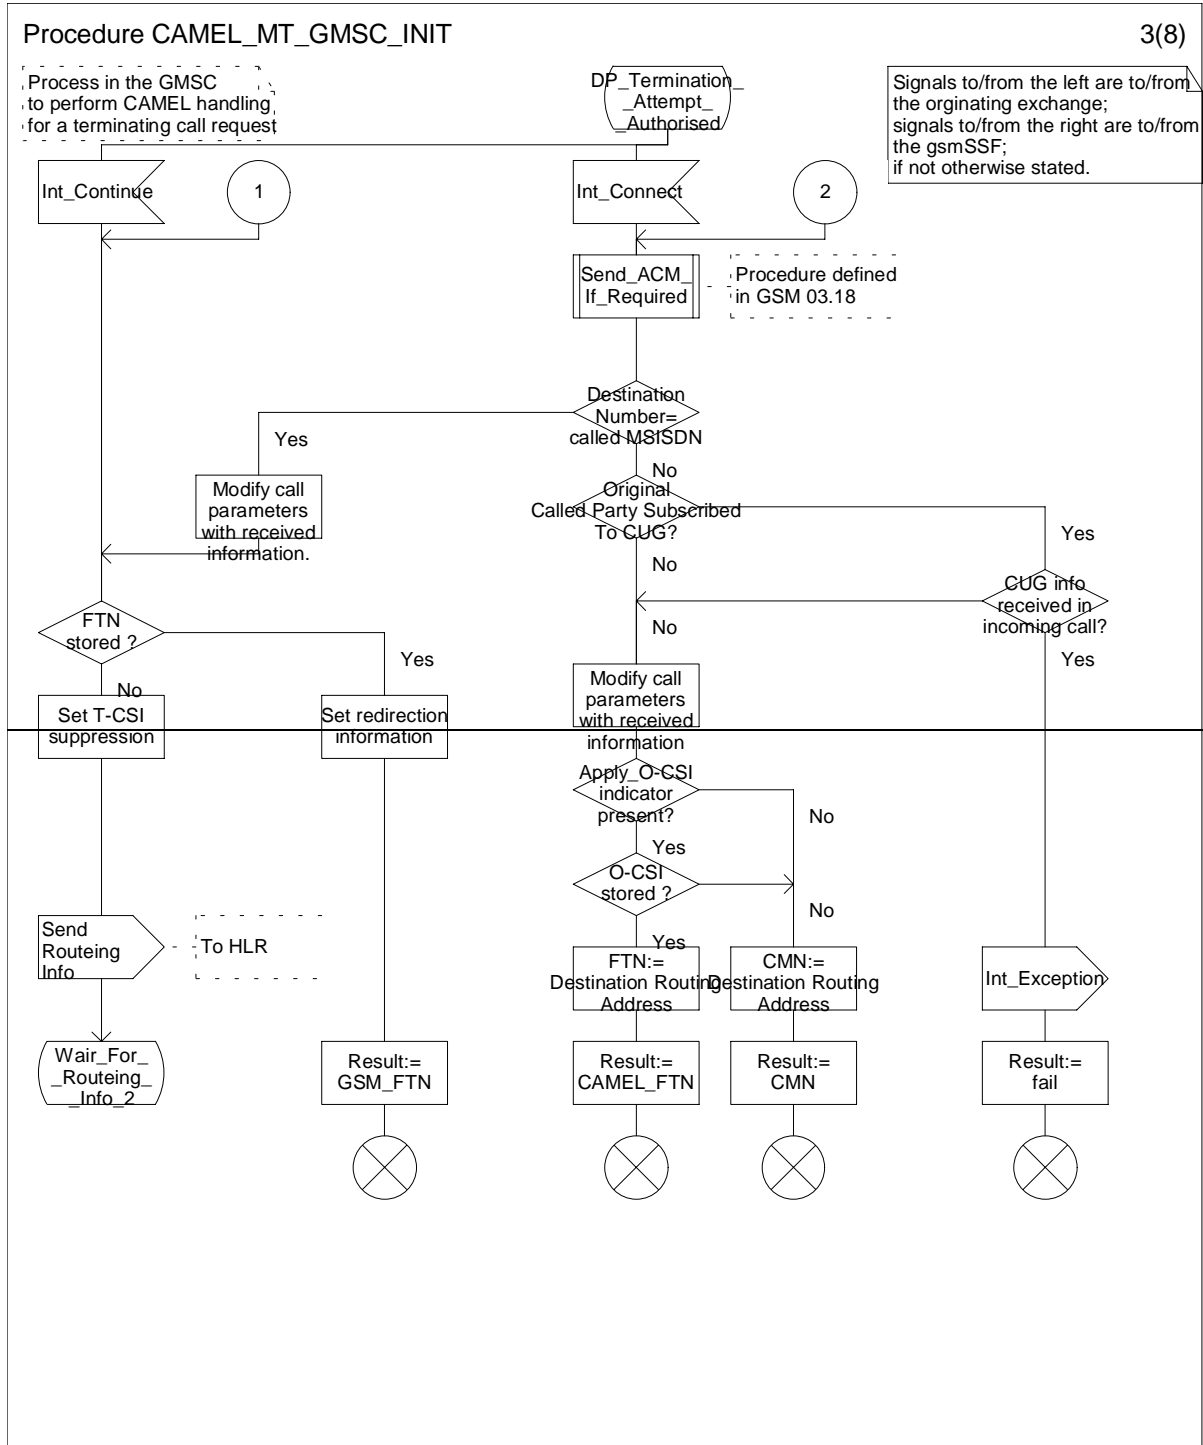 Procedure CAMEL_MT_GMSC_INIT
3(8)
Process in the GMSC
to perform CAMEL handling
for a terminating call request
DP_Termination_
_Attempt_
_Authorised
Signals to/from the left are to/from
the orginating exchange;
signals to/from the right are to/from
the gsmSSF;
if not otherwise stated.
Int_Continue
1
Int_Connect
2
Send_ACM_
If_Required
Procedure defined
in GSM 03.18
Destination
Number=
called MSISDN
Yes
No
Modify call
parameters
with received
information.
Original
Called Party Subscribed
To CUG?
Yes
No
CUG info
received in
incoming call?
No
Yes
FTN
stored ?
Yes
No
Modify call
parameters
with received
information
Set T-CSI
suppression
Set redirection
information
Apply_O-CSI
indicator
present?
No
Yes
O-CSI
stored ?
No
Yes
Send
Routeing
Info
To HLR
FTN:=
Destination Routing
Address
CMN:=
Destination Routing
Address
Int_Exception
Wair_For_
_Routeing_
_Info_2
Result:=
GSM_FTN
Result:=
CAMEL_FTN
Result:=
CMN
Result:=
fail